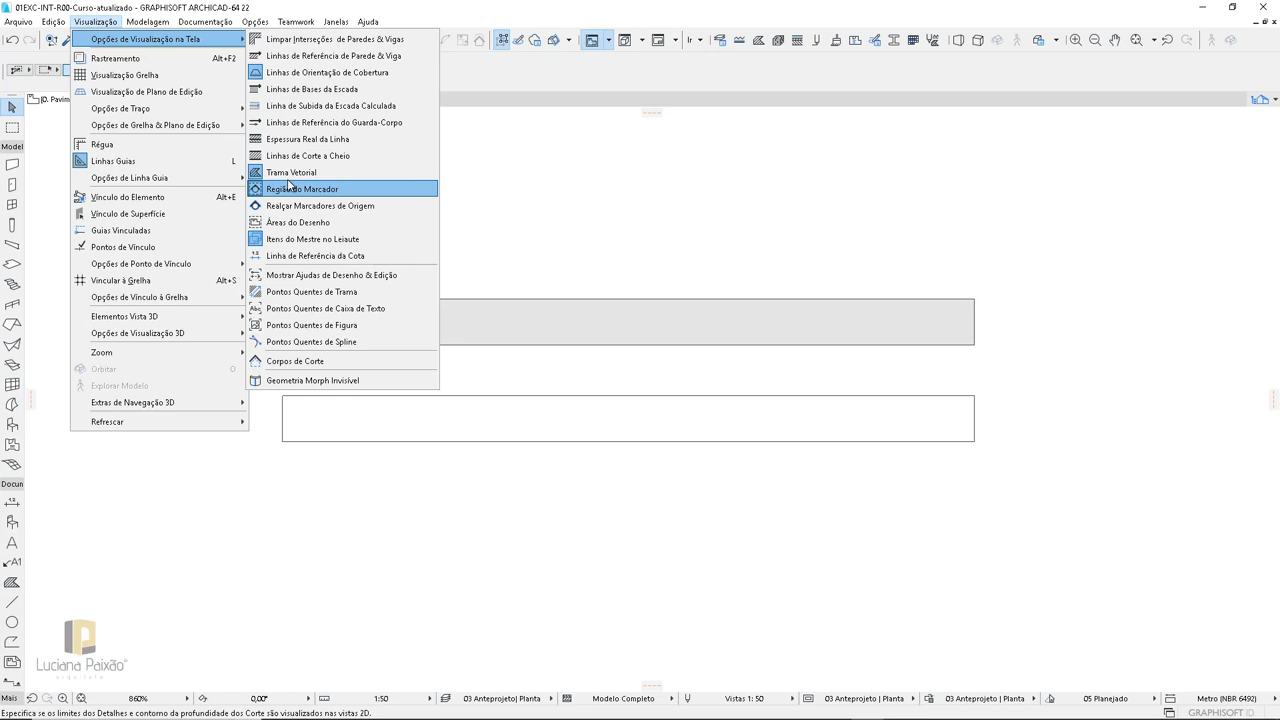 01EXC-INT-R00-Curso-atualizado - GRAPHISOFT ARCHICAD-64 22
Arquivo Edição Visualização Modelagem Documentação Opções Teamwork Janelas Ajuda
Opções de Visualização na Tela
Rastreamento Alt+F2
Visualização Grelha
Visualização de Plano de Edição
Opções de Traço
Opções de Grelha & Plano de Edição
Régua
Linhas Guias L
Opções de Linha Guia
Vínculo do Elemento Alt+E
Vínculo de Superfície
Guias Vinculadas
Pontos de Vínculo
Opções de Ponto de Vínculo
Vincular à Grelha Alt+S
Opções de Vínculo à Grelha
Elementos Vista 3D
Opções de Visualização 3D
Zoom
Orbitar O
Explorar Modelo
Extras de Navegação 3D
Refrescar
Limpar Interseções de Paredes & Vigas
Linhas de Referência de Parede & Viga
Linhas de Orientação de Cobertura
Linhas de Bases da Escada
Linha de Subida da Escada Calculada
Linhas de Referência do Guarda-Corpo
Espessura Real da Linha
Linhas de Corte a Cheio
Trama Vetorial
Região do Marcador
Realçar Marcadores de Origem
Áreas do Desenho
Itens do Mestre no Leiaute
Linha de Referência da Cota
Mostrar Ajudas de Desenho & Edição
Pontos Quentes de Trama
Pontos Quentes de Caixa de Texto
Pontos Quentes de Figura
Pontos Quentes de Spline
Corpos de Corte
Geometria Morph Invisível
Ir
[0. Pavim
Model
Docun
Mais
Luciana Paixão®
arquiteta
860% 0,00° 1:50 03 Anteprojeto | Planta Modelo Completo Vistas 1: 50 03 Anteprojeto | Planta 03 Anteprojeto | Planta 05 Planejado Metro (NBR 6492)
Especifica se os limites dos Detalhes e contorno da profundidade dos Corte são visualizados nas vistas 2D.
GRAPHISOFT ID